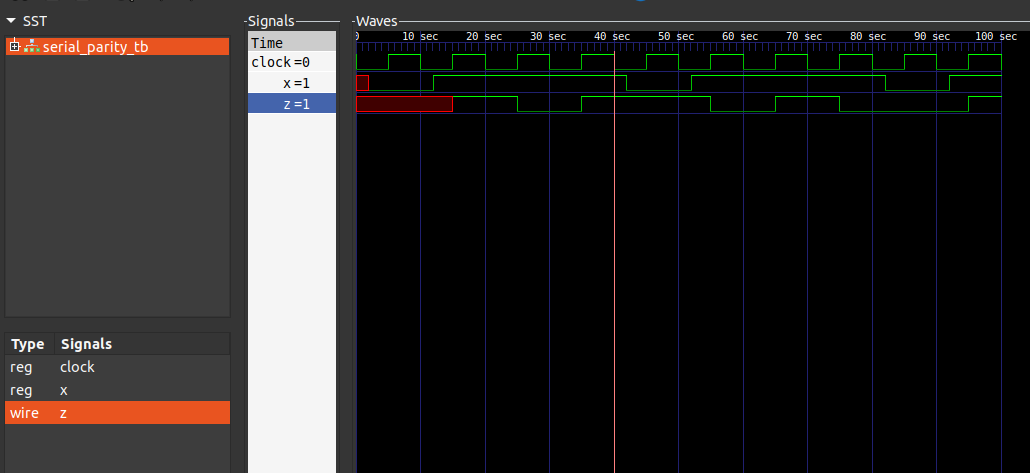 SST
serial_parity_tb
Type Signals
reg clock
reg x
wire z
Signals
Time
clock=0
x=1
z=1
Waves
0 10 sec 20 sec 30 sec 40 sec 50 sec 60 sec 70 sec 80 sec 90 sec 100 sec